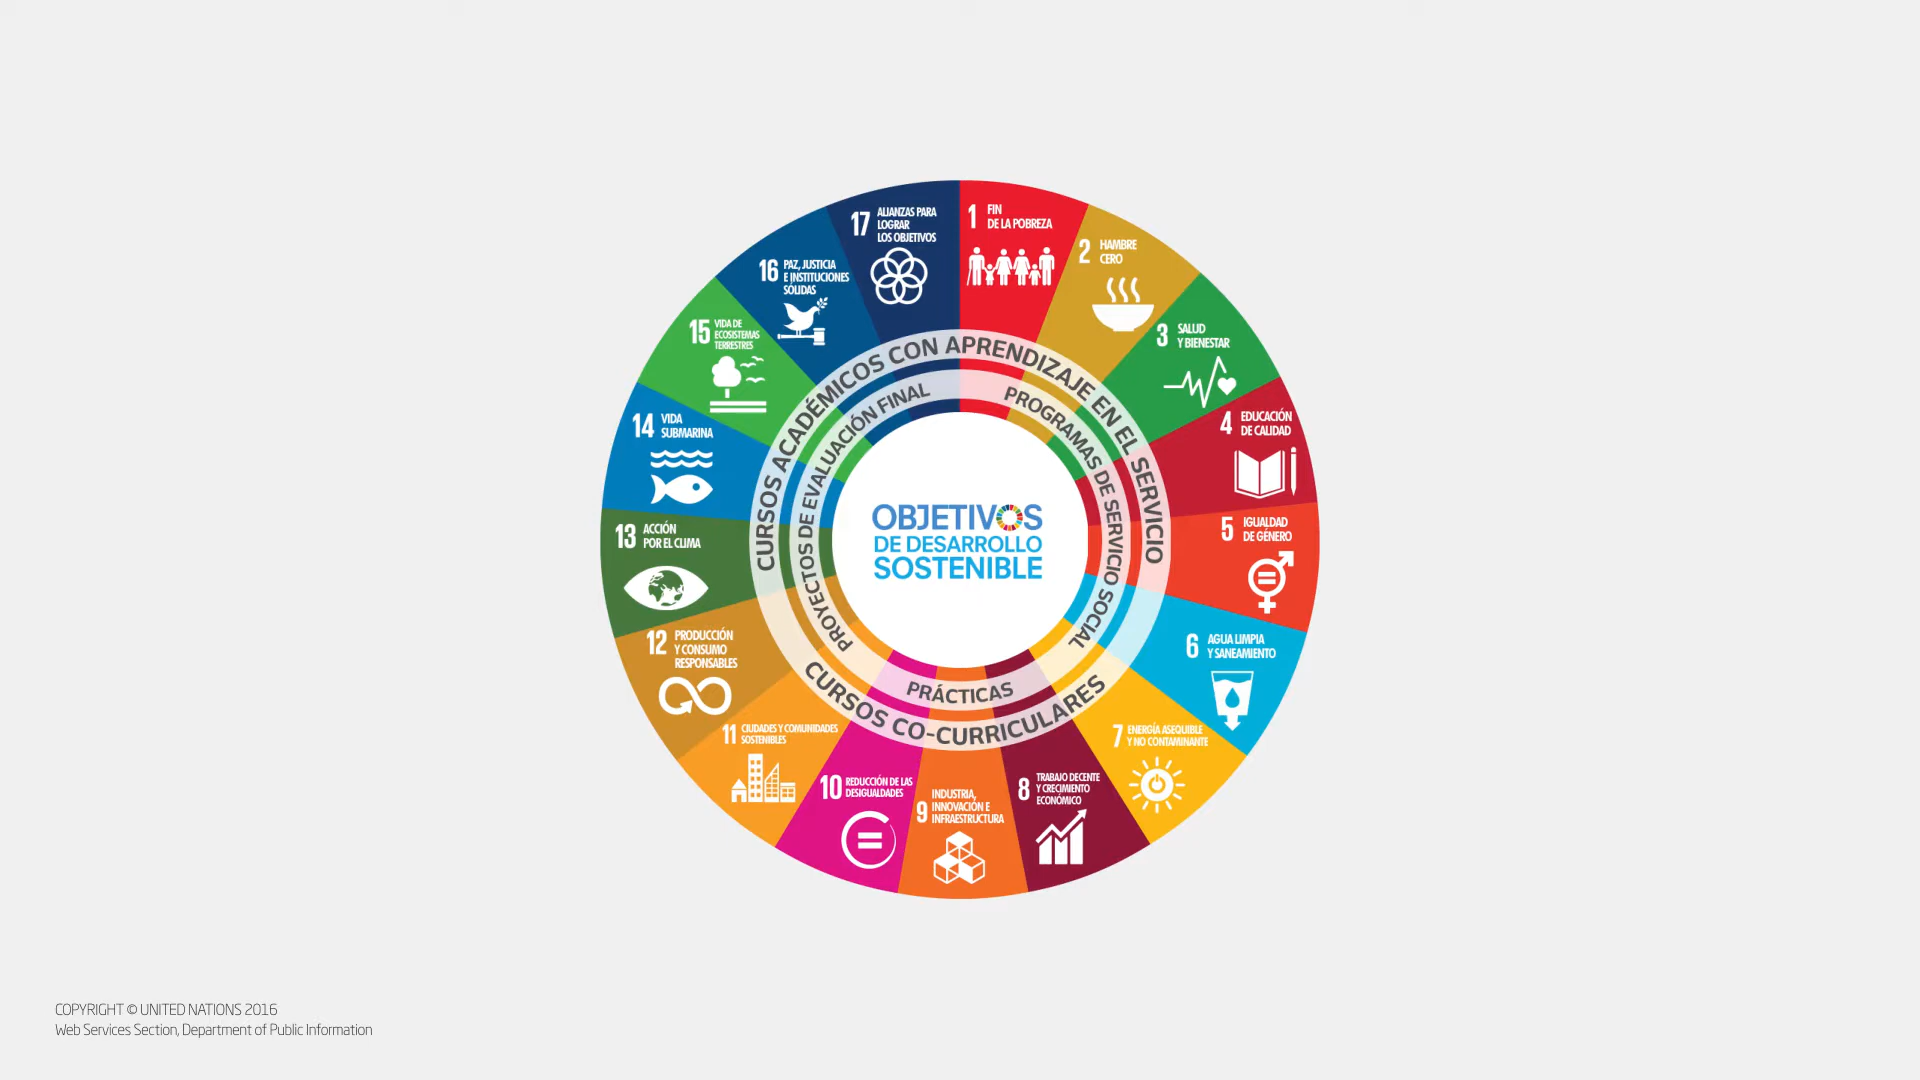 1 FIN
DE LA POBREZA
2 HAMBRE
CERO
3 SALUD
Y BIENESTAR
4 EDUCACIÓN
DE CALIDAD
5 IGUALDAD
DE GÉNERO
6 AGUA LIMPIA
Y SANEAMIENTO
7 ENERGÍA ASEQUIBLE
Y NO CONTAMINANTE
8 TRABAJO DECENTE
Y CRECIMIENTO
ECONÓMICO
9 INDUSTRIA,
INNOVACIÓN E
INFRAESTRUCTURA
10 REDUCCIÓN DE LAS
DESIGUALDADES
11 CIUDADES Y COMUNIDADES
SOSTENIBLES
12 PRODUCCIÓN
Y CONSUMO
RESPONSABLES
13 ACCIÓN
POR EL CLIMA
14 VIDA
SUBMARINA
15 VIDA DE
ECOSISTEMAS
TERRESTRES
16 PAZ, JUSTICIA
E INSTITUCIONES
SÓLIDAS
17 ALIANZAS PARA
LOGRAR
LOS OBJETIVOS
CURSOS ACADÉMICOS CON APRENDIZAJE EN EL SERVICIO
CURSOS CO-CURRICULARES
PROYECTOS DE EVALUACIÓN FINAL
PROGRAMAS DE SERVICIO SOCIAL
PRÁCTICAS
OBJETIVOS
DE DESARROLLO
SOSTENIBLE
COPYRIGHT © UNITED NATIONS 2016
Web Services Section, Department of Public Information